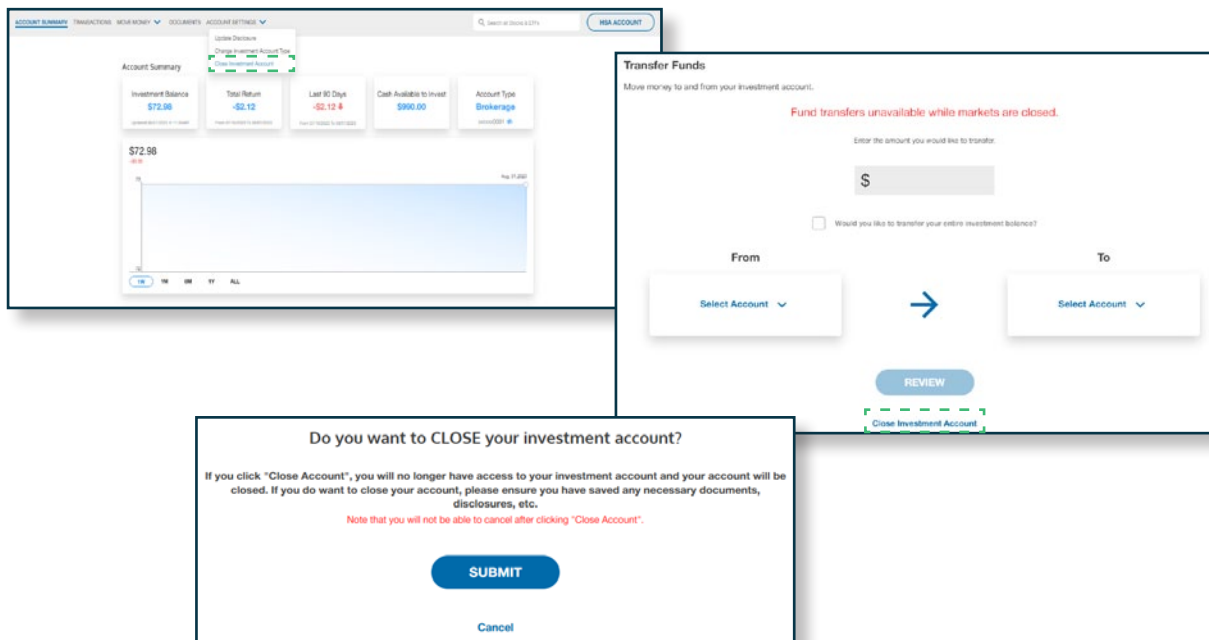 ACCOUNT SUMMARY TRANSACTIONS MOVE MONEY DOCUMENTS ACCOUNT SETTINGS
Search all Stocks & ETFs
HSA ACCOUNT
Update Disclosure
Change Investment Account Type
Close Investment Account
Account Summary
Investment Balance
$72.98
Total Return
-$2.12
Last 90 Days
-$2.12
Cash Available to Invest
$990.00
Account Type
Brokerage
$72.98
Aug 31, 2022
1M 1Y ALL
Transfer Funds
Move money to and from your investment account.
Fund transfers unavailable while markets are closed.
Enter the amount you would like to transfer.
$
Would you like to transfer your entire investment balance?
From
To
Select Account
Select Account
REVIEW
Close Investment Account
Do you want to CLOSE your investment account?
If you click "Close Account", you will no longer have access to your investment account and your account will be
closed. If you do want to close your account, please ensure you have saved any necessary documents,
disclosures, etc.
Note that you will not be able to cancel after clicking "Close Account".
SUBMIT
Cancel